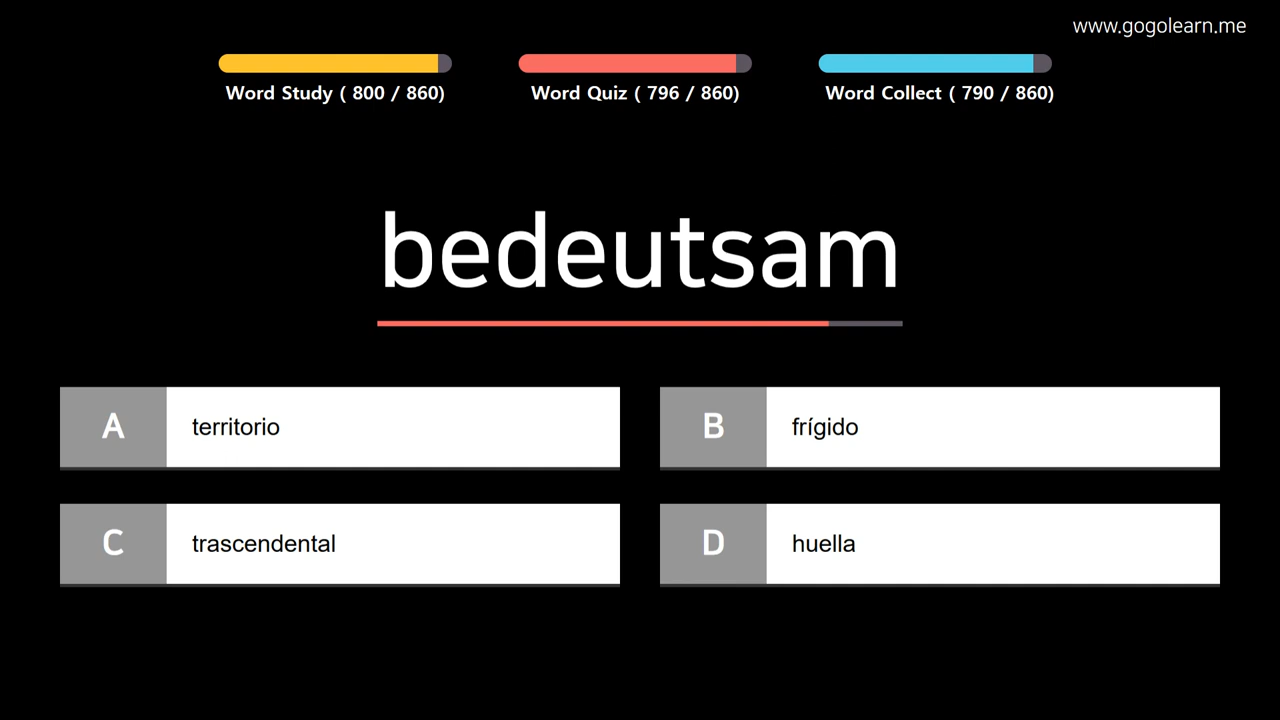 www.gogolearn.me
Word Study ( 800 / 860)
Word Quiz ( 796 / 860)
Word Collect ( 790 / 860)
bedeutsam
A territorio
B frígido
C trascendental
D huella